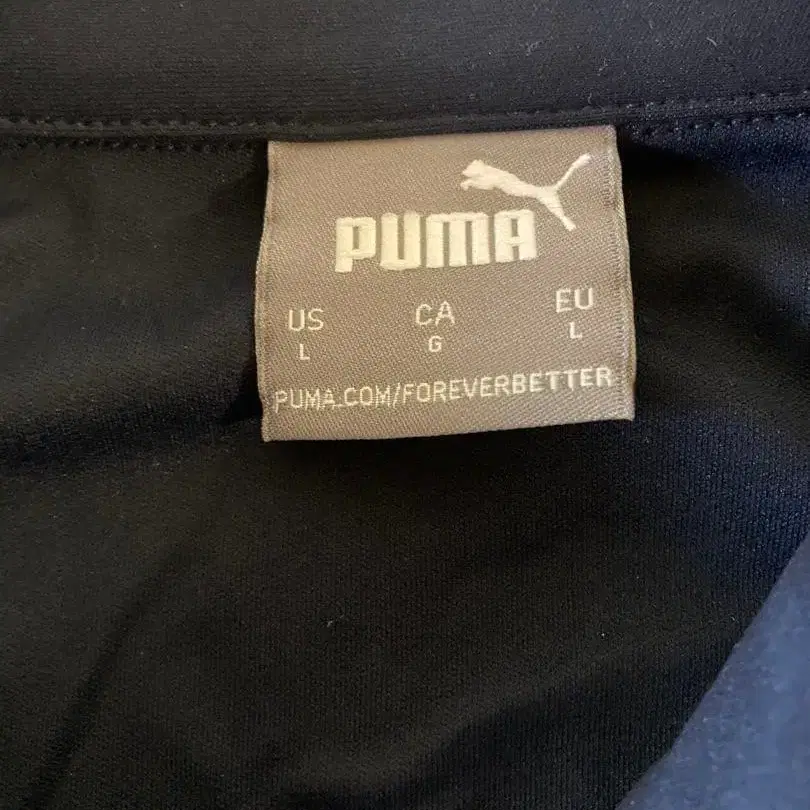 PUMA
US CA EU
L G L
PUMA.COM/FOREVERBETTER